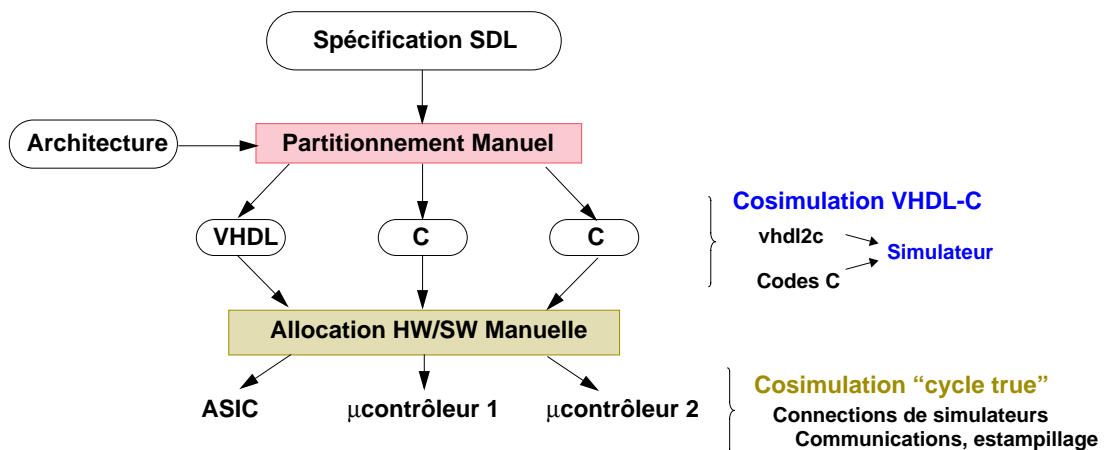 Spécification SDL
Architecture
Partitionnement Manuel
Cosimulation VHDL-C
VHDL
C
C
vhdl2c
Simulateur
Codes C
Allocation HW/SW Manuelle
Cosimulation “cycle true”
ASIC
μcontrôleur 1
μcontrôleur 2
Connections de simulateurs
Communications, estampillage